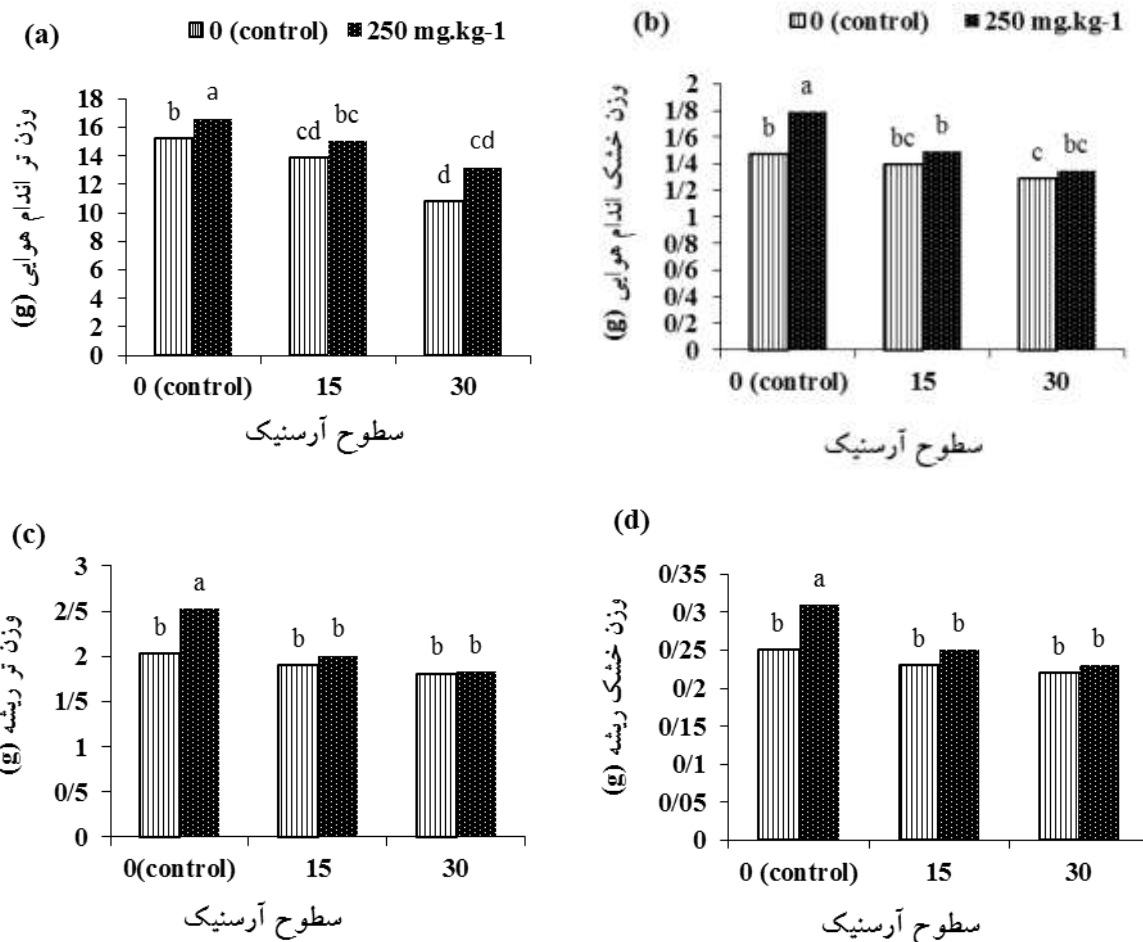 (a)
0 (control) 250 mg.kg-1
وزن تر اندام هوایی (g)
18
16
14
12
10
8
6
4
2
0
b a cd bc d cd
0 (control) 15 30
سطوح آرسنیک
(b)
0 (control) 250 mg.kg-1
وزن خشک اندام هوایی (g)
2
1/8
1/6
1/4
1/2
1
0/8
0/6
0/4
0/2
0
b a bc b c bc
0 (control) 15 30
سطوح آرسنیک
(c)
وزن تر ریشه (g)
3
2/5
2
1/5
1
0/5
0
b a b b b b
0(control) 15 30
سطوح آرسنیک
(d)
وزن خشک ریشه (g)
0/35
0/3
0/25
0/2
0/15
0/1
0/05
0
b a b b b b
0 (control) 15 30
سطوح آرسنیک